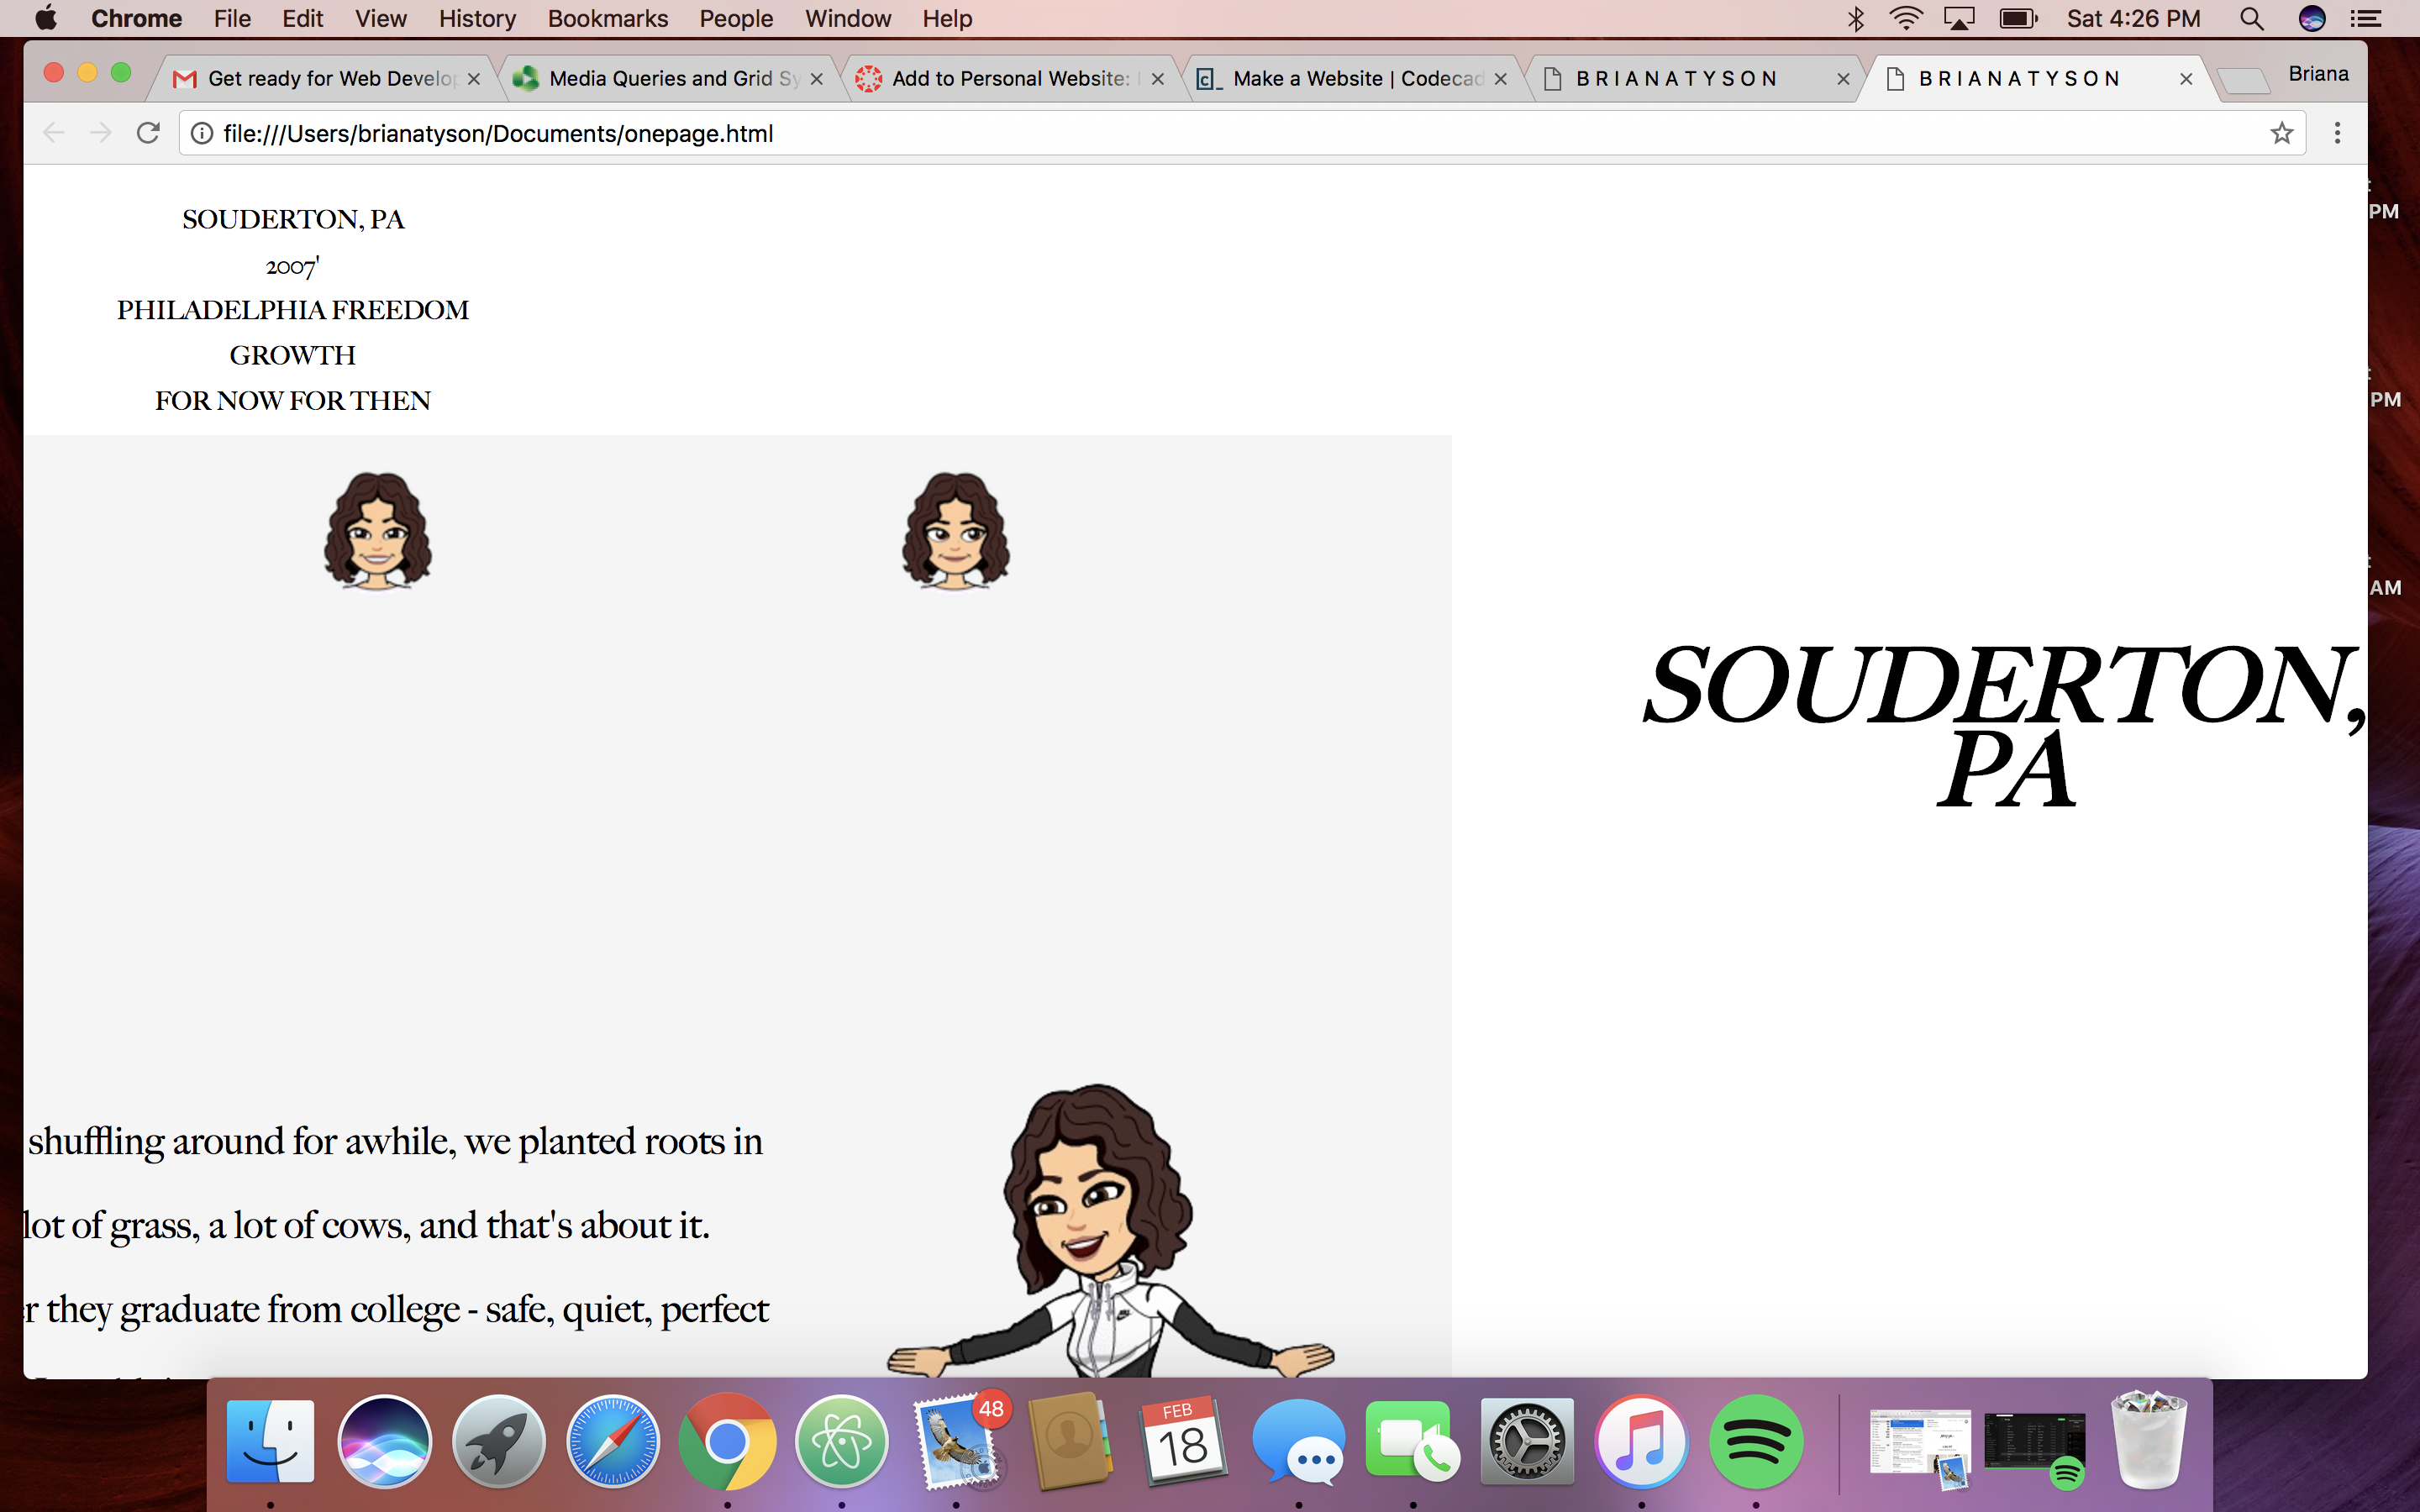 Chrome File Edit View History Bookmarks People Window Help Sat 4:26 PM
Get ready for Web Develop Media Queries and Grid Sy Add to Personal Website: Make a Website | Codecad B R I A N A T Y S O N B R I A N A T Y S O N Briana
file:///Users/brianatyson/Documents/onepage.html
SOUDERTON, PA
2007'
PHILADELPHIA FREEDOM
GROWTH
FOR NOW FOR THEN
PM
PM
AM
SOUDERTON,
PA
shuffling around for awhile, we planted roots in
lot of grass, a lot of cows, and that's about it.
r they graduate from college - safe, quiet, perfect
48
FEB
18